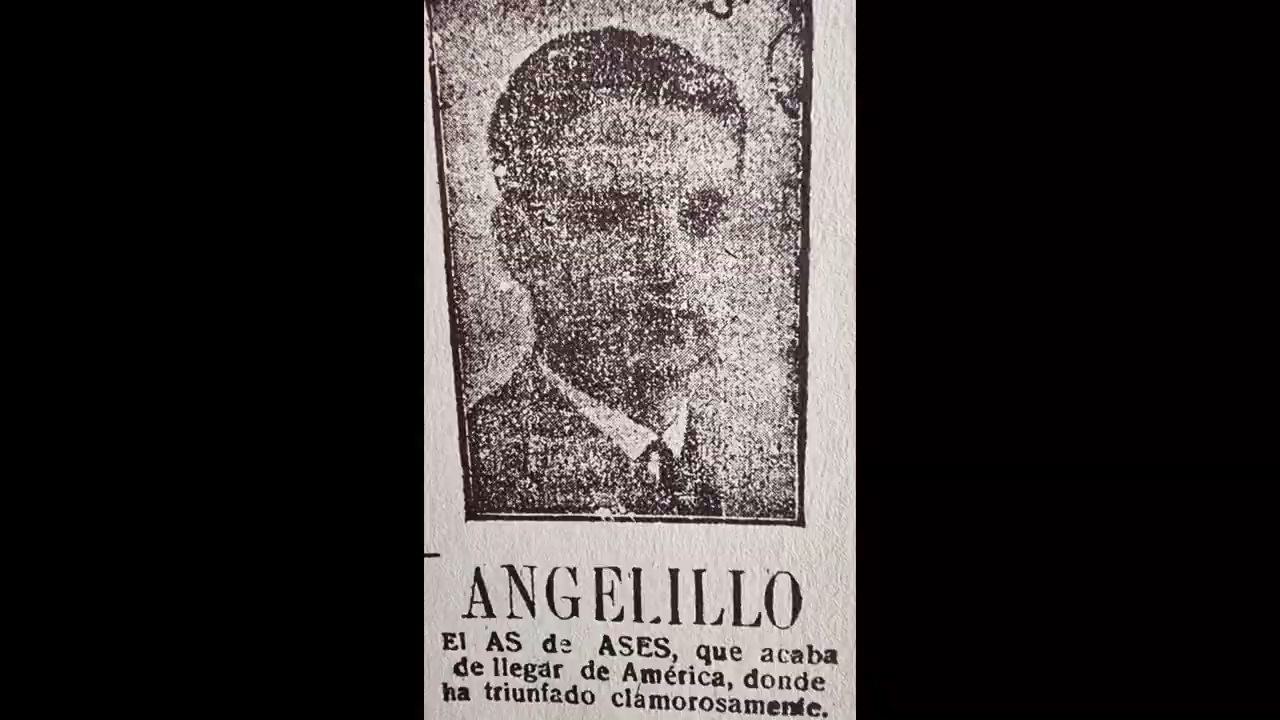 ANGELILLO
El AS de ASES, que acaba
de llegar de América, donde
ha triunfado clamorosamente.